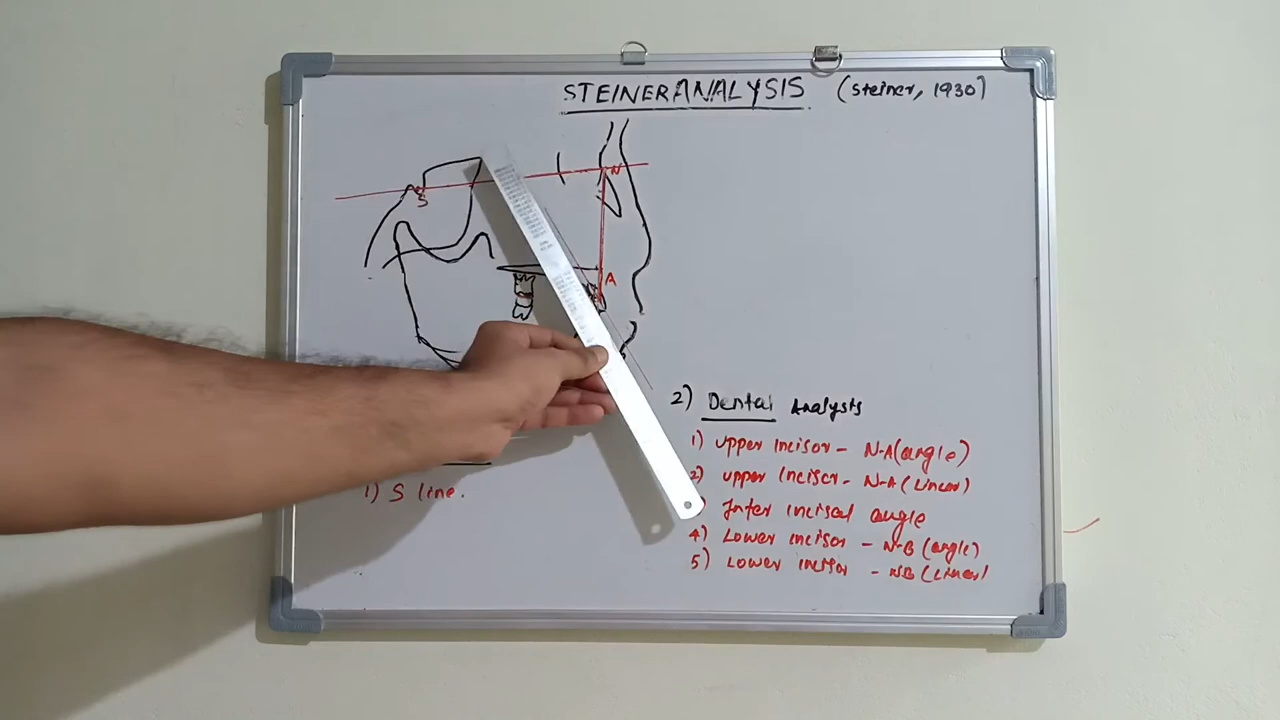 STEINER ANALYSIS (Steiner, 1930)
N
S
A
2) Dental Analysis
1) Upper Incisor - N-A (angle)
2) Upper Incisor - N-A (Linear)
Inter incisal angle
4) Lower incisor - N-B (angle)
5) Lower incisor - NB (Linear)
1) S line.